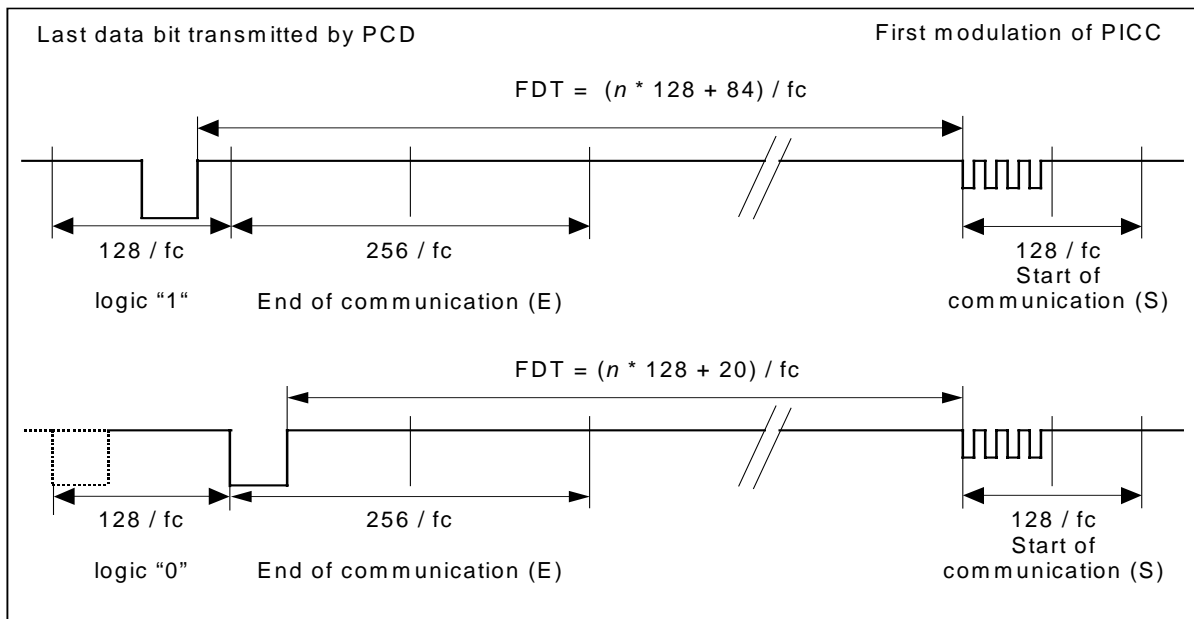 Last data bit transmitted by PCD
First modulation of PICC
FDT = (n * 128 + 84) / fc
128 / fc
256 / fc
128 / fc
logic “1“
End of communication (E)
Start of
communication (S)
FDT = (n * 128 + 20) / fc
128 / fc
256 / fc
128 / fc
logic “0”
End of communication (E)
Start of
communication (S)